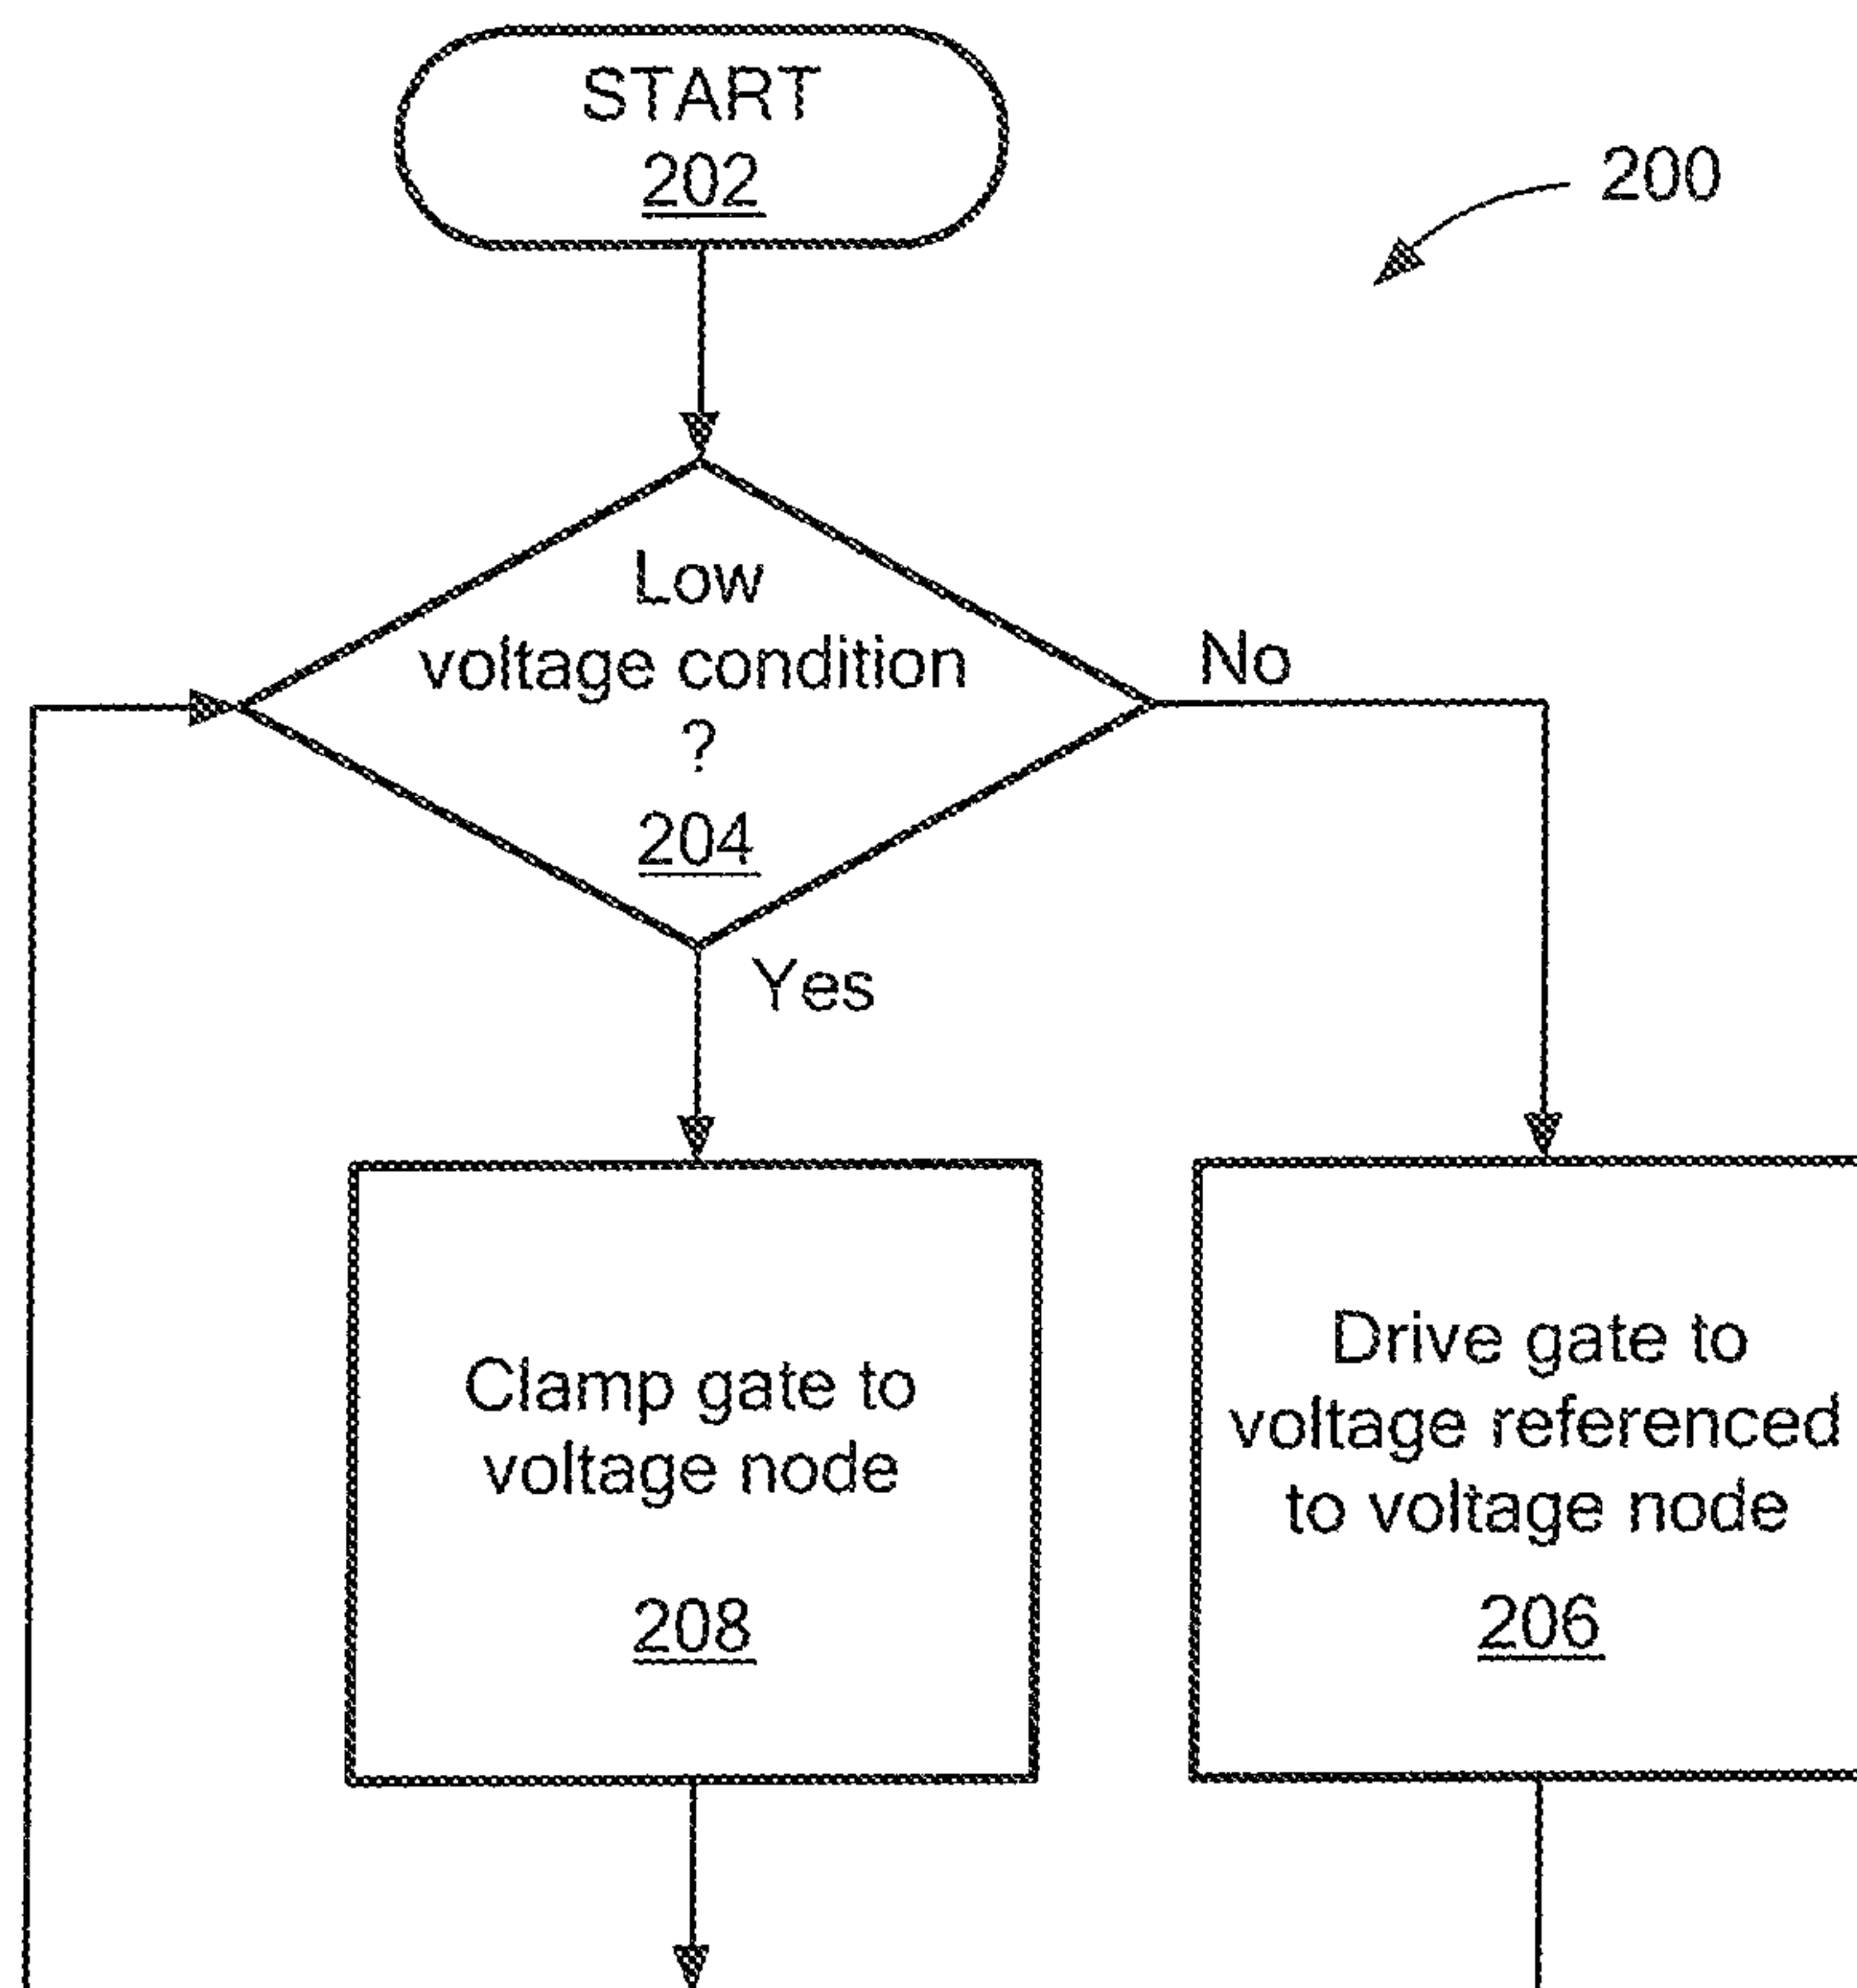 START
202
200
Low
voltage condition
?
204
No
Yes
Clamp gate to
voltage node
208
Drive gate to
voltage referenced
to voltage node
206